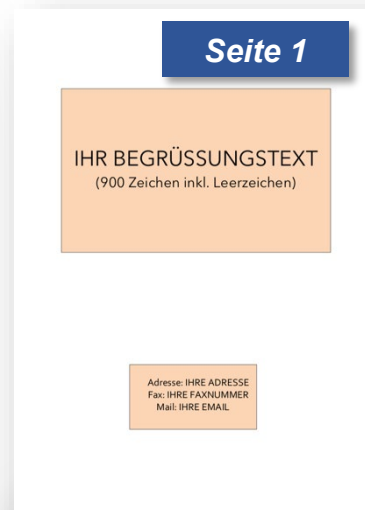 Seite 1
IHR BEGRÜSSUNGSTEXT
(900 Zeichen inkl. Leerzeichen)
Adresse: IHRE ADRESSE
Fax: IHRE FAXNUMMER
Mail: IHRE EMAIL